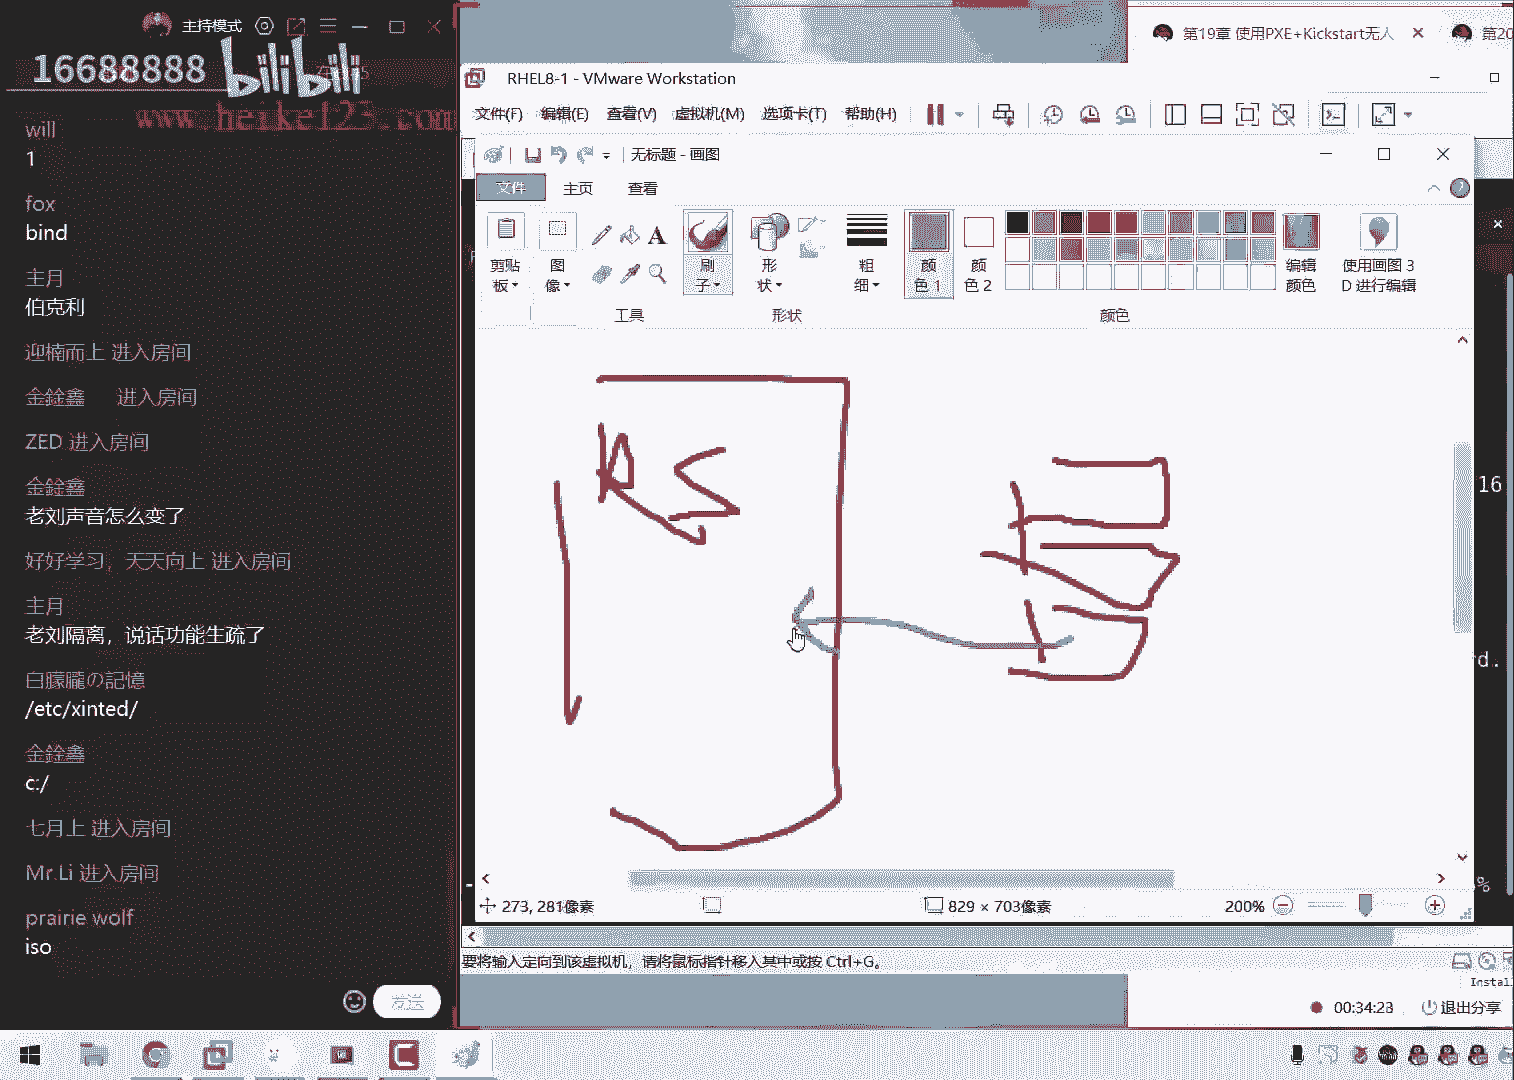 主持模式
16688888
bilibili
www.heike123.com
will
1
fox
bind
主月
伯克利
迎楠而上 进入房间
金銓鑫 进入房间
ZED 进入房间
金銓鑫
老刘声音怎么变了
好好学习，天天向上 进入房间
主月
老刘隔离，说话功能生疏了
白朦朧の記憶
/etc/xinted/
金銓鑫
c:/
七月上 进入房间
Mr.Li 进入房间
prairie wolf
iso
发送
第19章 使用PXE+Kickstart无人
第20
RHEL8-1 - VMware Workstation
文件(F) 编辑(E) 查看(V) 虚拟机(M) 选项卡(T) 帮助(H)
无标题 - 画图
文件 主页 查看
剪贴板 图像 刷子 形状 粗细 颜色 1 颜色 2 编辑颜色 使用画图 3D 进行编辑
工具 形状 颜色
RS
16
d.
%
273, 281像素 829 × 703像素 200%
要将输入定向到该虚拟机，请将鼠标指针移入其中或按 Ctrl+G。
Instal
00:34:23 退出分享